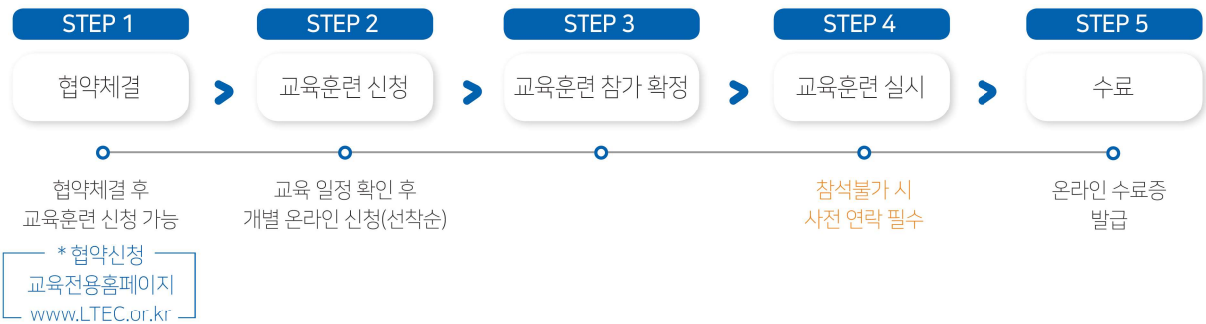 STEP 1
STEP 2
STEP 3
STEP 4
STEP 5
협약체결
교육훈련 신청
교육훈련 참가 확정
교육훈련 실시
수료
협약체결 후
교육훈련 신청 가능
* 협약신청
교육전용홈페이지
www.LTEC.or.kr
교육 일정 확인 후
개별 온라인 신청(선착순)
참석불가 시
사전 연락 필수
온라인 수료증
발급